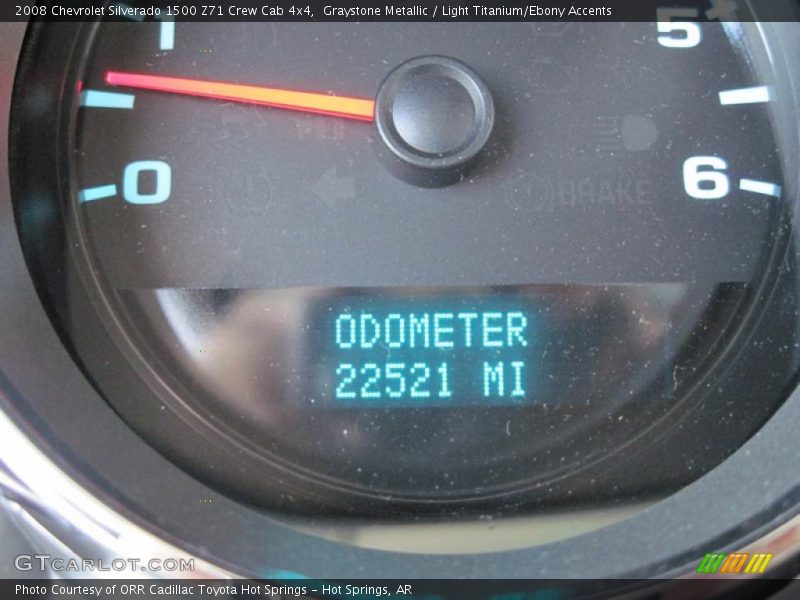 2008 Chevrolet Silverado 1500 Z71 Crew Cab 4x4,  Graystone Metallic / Light Titanium/Ebony Accents
1
5
0
6
BRAKE
ODOMETER
22521 MI
GTCARLOT.COM
Photo Courtesy of ORR Cadillac Toyota Hot Springs - Hot Springs, AR